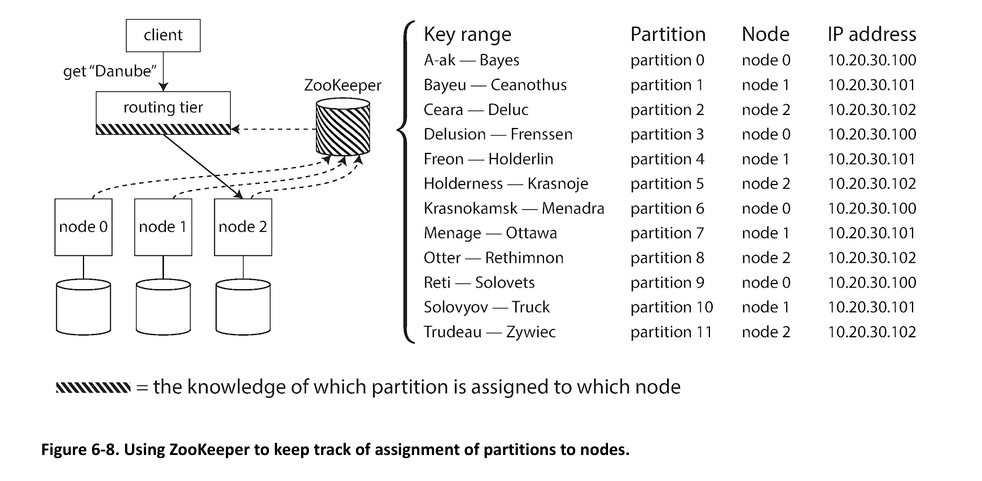 client
get “Danube”
routing tier
ZooKeeper
node 0 node 1 node 2
Key range Partition Node IP address
A-ak — Bayes partition 0 node 0 10.20.30.100
Bayeu — Ceanothus partition 1 node 1 10.20.30.101
Ceara — Deluc partition 2 node 2 10.20.30.102
Delusion — Frenssen partition 3 node 0 10.20.30.100
Freon — Holderlin partition 4 node 1 10.20.30.101
Holderness — Krasnoje partition 5 node 2 10.20.30.102
Krasnokamsk — Menadra partition 6 node 0 10.20.30.100
Menage — Ottawa partition 7 node 1 10.20.30.101
Otter — Rethimnon partition 8 node 2 10.20.30.102
Reti — Solovets partition 9 node 0 10.20.30.100
Solovyov — Truck partition 10 node 1 10.20.30.101
Trudeau — Zywiec partition 11 node 2 10.20.30.102
= the knowledge of which partition is assigned to which node
Figure 6-8. Using ZooKeeper to keep track of assignment of partitions to nodes.